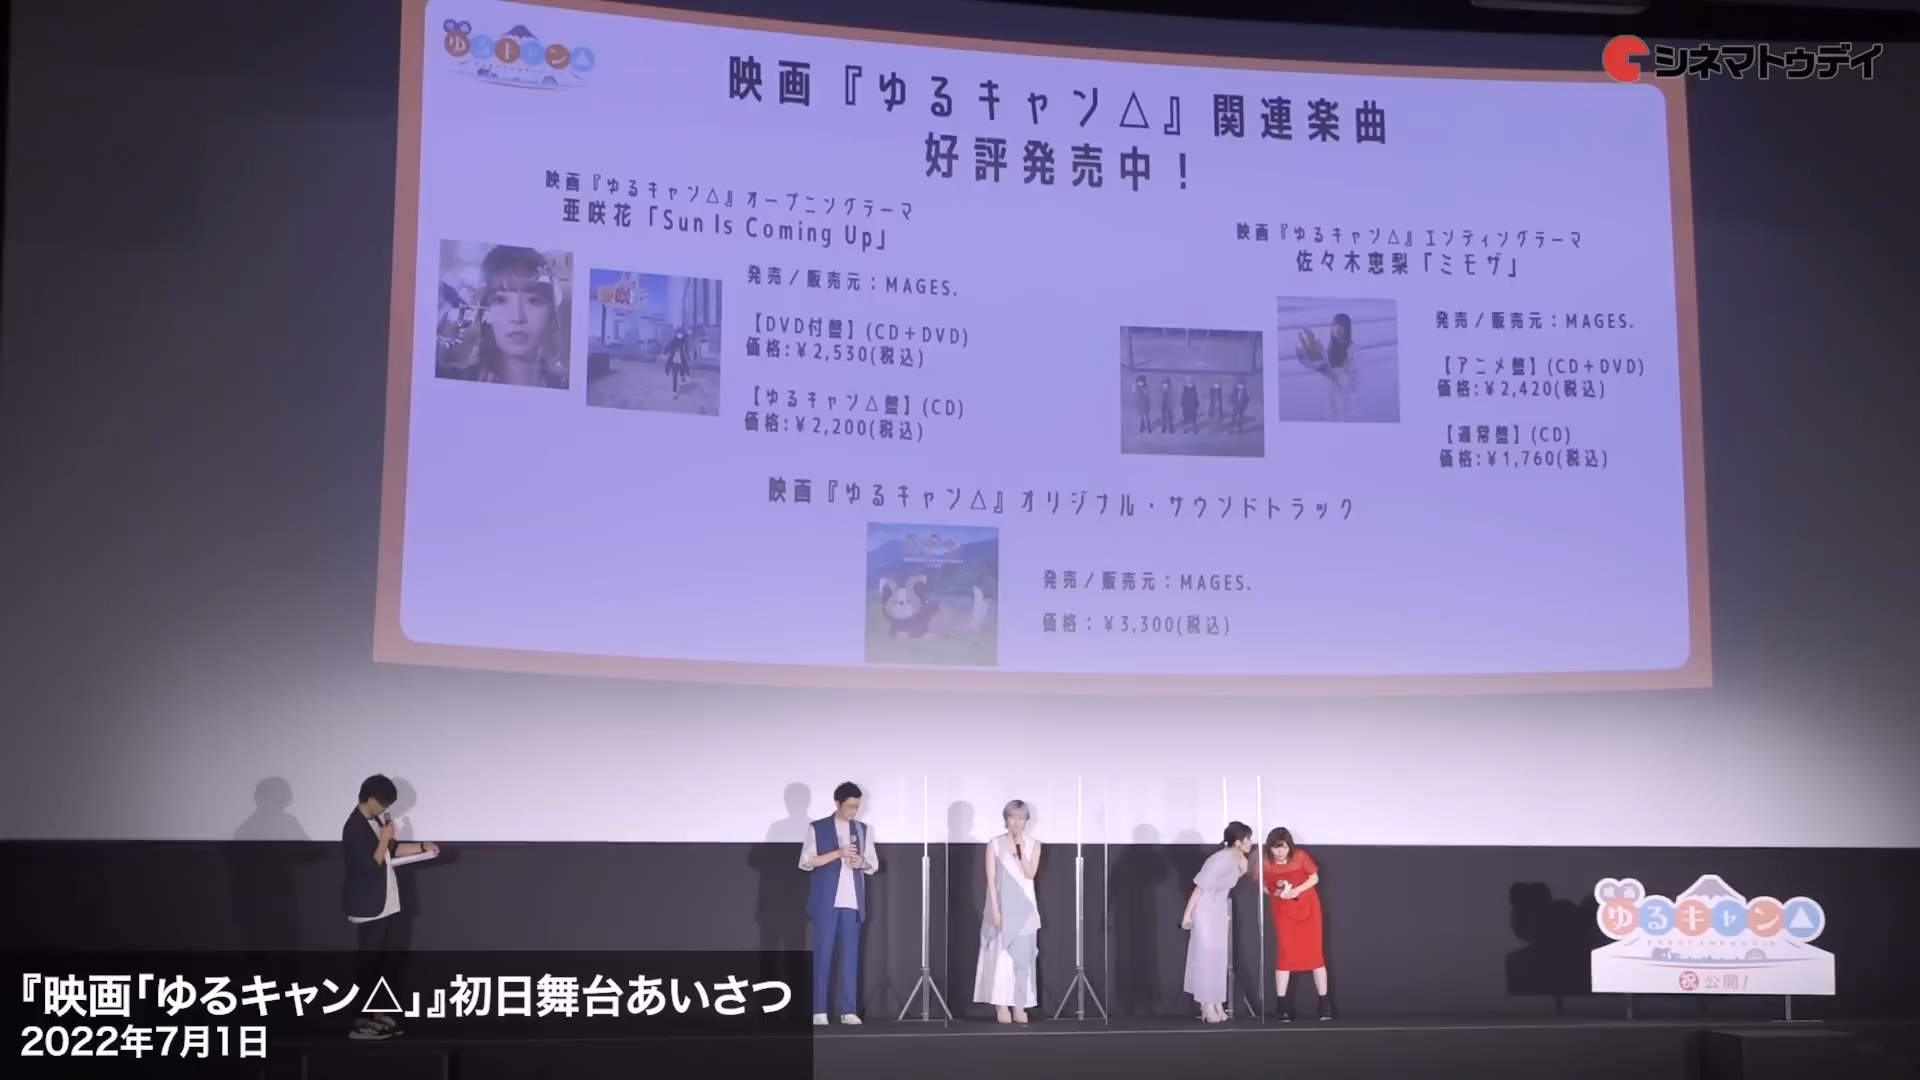 シネマトゥデイ
映画
ゆるキャン△
映画『ゆるキャン△』関連楽曲
好評発売中！
映画『ゆるキャン△』オープニングテーマ
亜咲花「Sun Is Coming Up」
発売/販売元：MAGES.
【DVD付盤】(CD+DVD)
価格:￥2,530(税込)
【ゆるキャン△盤】(CD)
価格:￥2,200(税込)
映画『ゆるキャン△』エンディングテーマ
佐々木恵梨「ミモザ」
発売/販売元：MAGES.
【アニメ盤】(CD+DVD)
価格:￥2,420(税込)
【通常盤】(CD)
価格:￥1,760(税込)
映画『ゆるキャン△』オリジナル・サウンドトラック
発売/販売元：MAGES.
価格：￥3,300(税込)
映画
ゆるキャン△
YURUCAMP MOVIE
祝公開！
『映画「ゆるキャン△」』初日舞台あいさつ
2022年7月1日